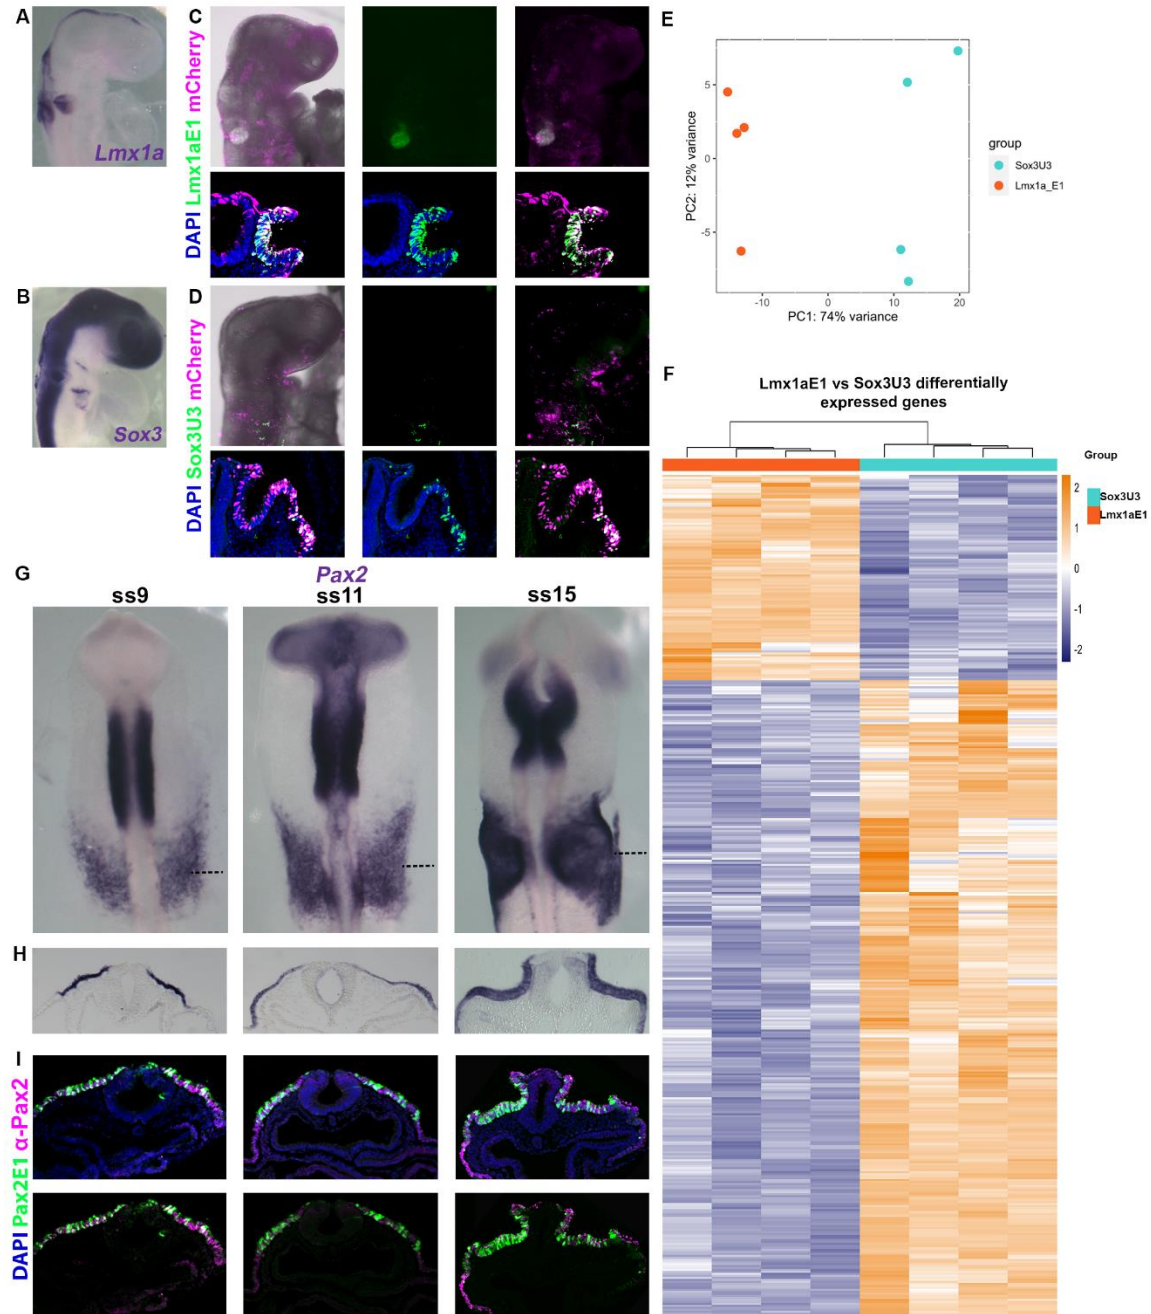 A
Lmx1a
B
Sox3
C
DAPI Lmx1aE1 mCherry
D
DAPI Sox3U3 mCherry
E
5
0
-5
PC2: 12% variance
-10
0
10
20
PC1: 74% variance
group
Sox3U3
Lmx1a_E1
F
Lmx1aE1 vs Sox3U3 differentially
expressed genes
Group
Sox3U3
Lmx1aE1
2
1
0
-1
-2
G
Pax2
ss9
ss11
ss15
H
I
DAPI Pax2E1 α-Pax2